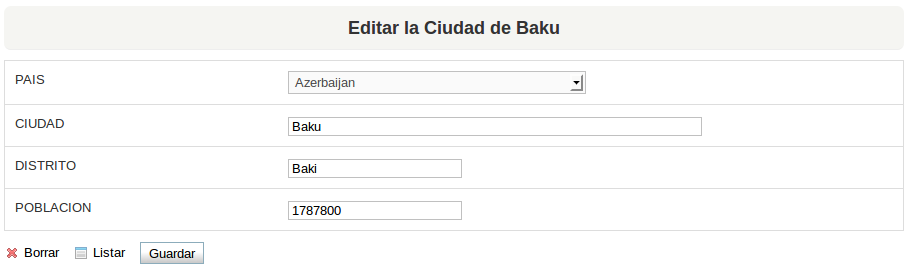 Editar la Ciudad de Baku
PAIS Azerbaijan
CIUDAD Baku
DISTRITO Baki
POBLACION 1787800
Borrar Listar Guardar